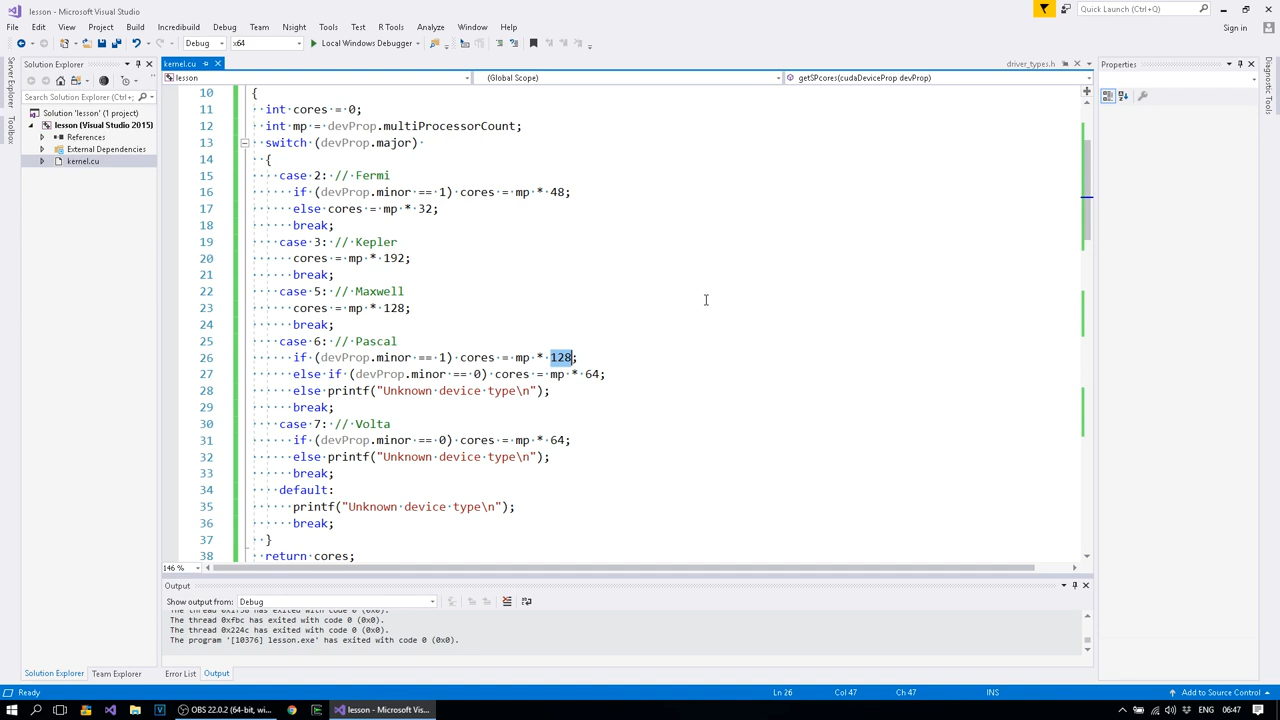 lesson - Microsoft Visual Studio
Quick Launch (Ctrl+Q)
File Edit View Project Build Incredibuild Debug Team Nsight Tools Test R Tools Analyze Window Help
Sign in
Debug x64 Local Windows Debugger
Server Explorer
Toolbox
Solution Explorer
Search Solution Explorer (Ctrl+;)
Solution 'lesson' (1 project)
lesson (Visual Studio 2015)
References
External Dependencies
kernel.cu
kernel.cu
driver_types.h
lesson
(Global Scope)
getSPcores(cudaDeviceProp devProp)
10 {
11 int cores = 0;
12 int mp = devProp.multiProcessorCount;
13 switch (devProp.major)
14 {
15 case 2: // Fermi
16 if (devProp.minor == 1) cores = mp * 48;
17 else cores = mp * 32;
18 break;
19 case 3: // Kepler
20 cores = mp * 192;
21 break;
22 case 5: // Maxwell
23 cores = mp * 128;
24 break;
25 case 6: // Pascal
26 if (devProp.minor == 1) cores = mp * 128;
27 else if (devProp.minor == 0) cores = mp * 64;
28 else printf("Unknown device type\n");
29 break;
30 case 7: // Volta
31 if (devProp.minor == 0) cores = mp * 64;
32 else printf("Unknown device type\n");
33 break;
34 default:
35 printf("Unknown device type\n");
36 break;
37 }
38 return cores;
146 %
Properties
Diagnostic Tools
Output
Show output from: Debug
The thread 0xfbc has exited with code 0 (0x0).
The thread 0x224c has exited with code 0 (0x0).
The program '[10376] lesson.exe' has exited with code 0 (0x0).
Solution Explorer Team Explorer
Error List Output
Ready
Ln 26 Col 47 Ch 47 INS
Add to Source Control
OBS 22.0.2 (64-bit, wi...
lesson - Microsoft Vis...
ENG 06:47